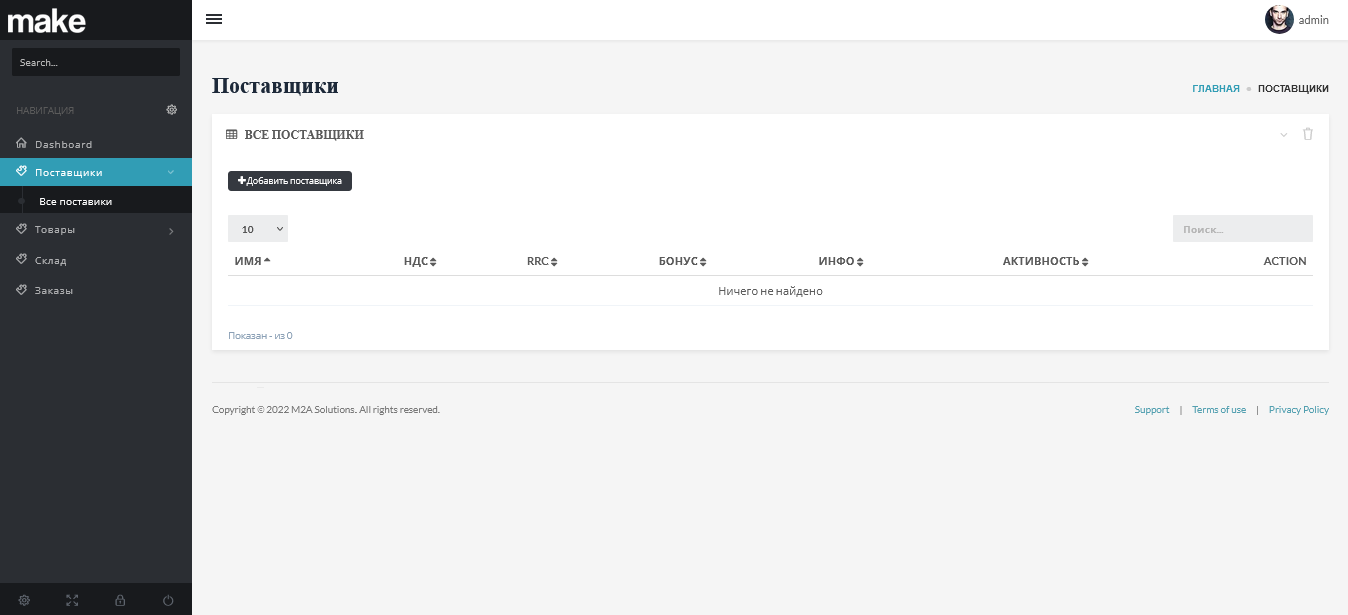 make
admin
Search...
НАВИГАЦИЯ
Dashboard
Поставщики
Все поставики
Товары
Склад
Заказы
Поставщики
ГЛАВНАЯ ПОСТАВЩИКИ
ВСЕ ПОСТАВЩИКИ
Добавить поставщика
10 Поиск...
ИМЯ НДС RRC БОНУС ИНФО АКТИВНОСТЬ ACTION
Ничего не найдено
Показан - из 0
Copyright © 2022 M2A Solutions. All rights reserved. Support | Terms of use | Privacy Policy